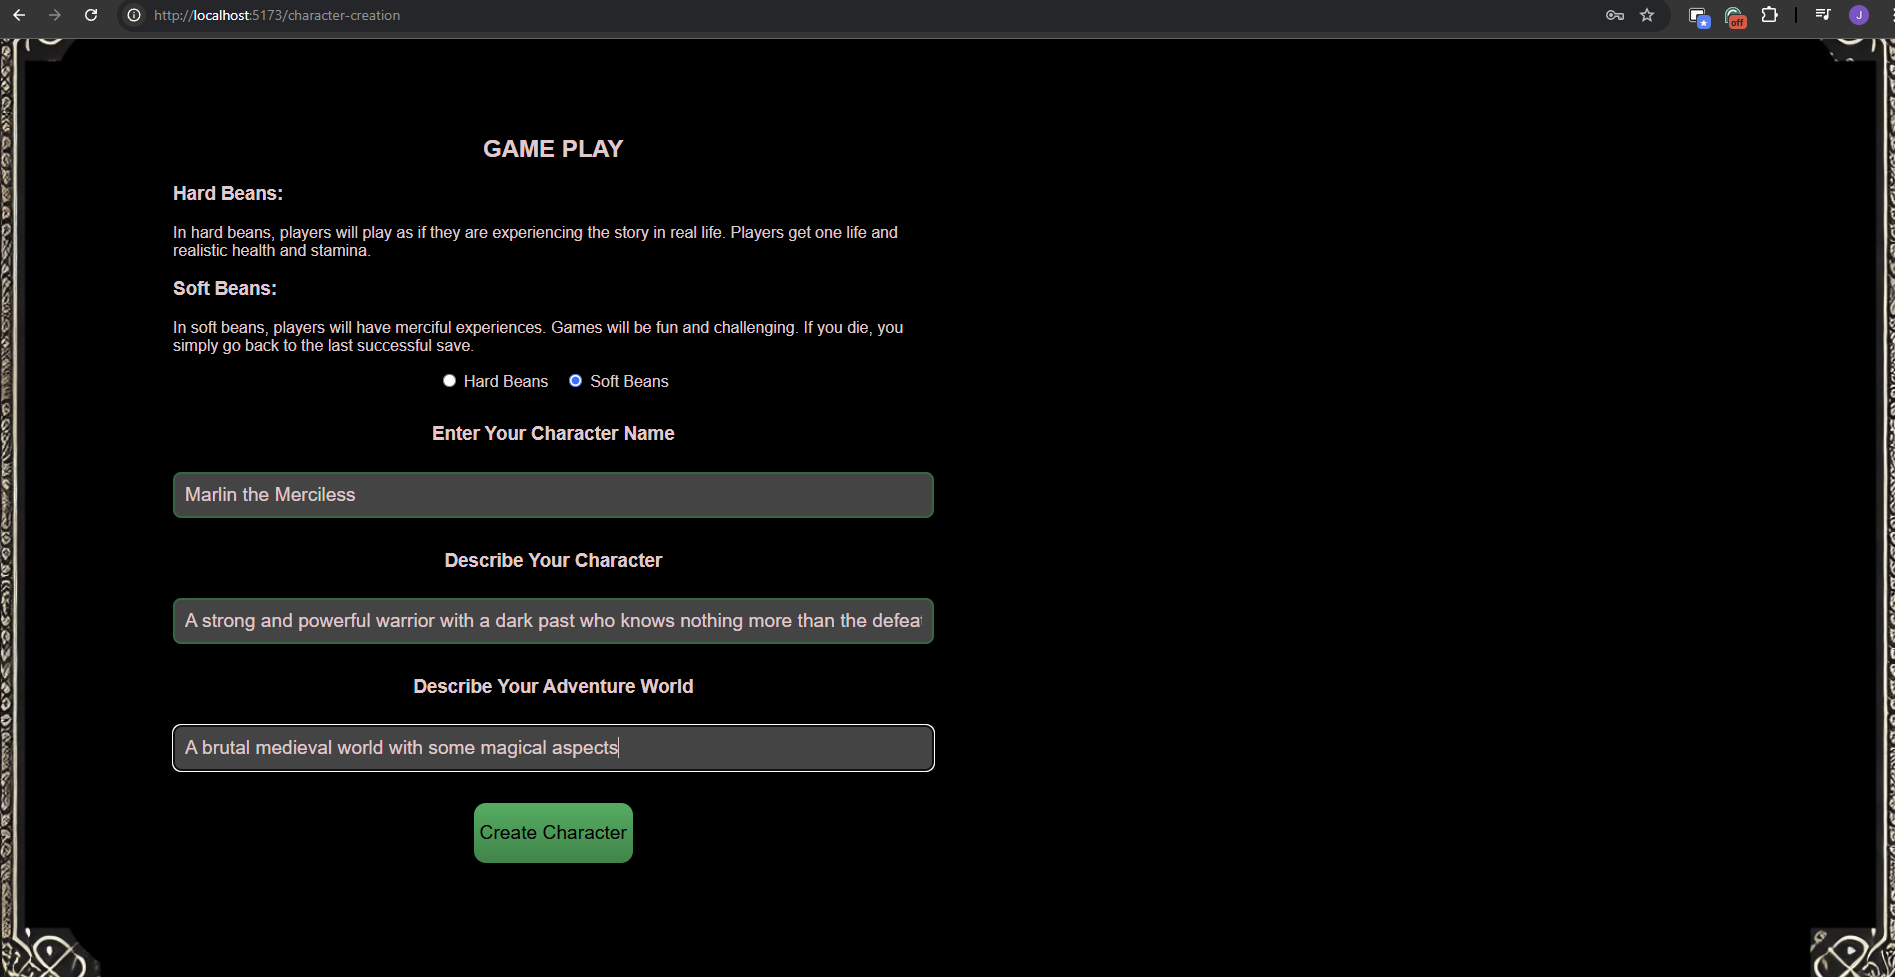 http://localhost:5173/character-creation
off
J
GAME PLAY
Hard Beans:
In hard beans, players will play as if they are experiencing the story in real life. Players get one life and
realistic health and stamina.
Soft Beans:
In soft beans, players will have merciful experiences. Games will be fun and challenging. If you die, you
simply go back to the last successful save.
Hard Beans Soft Beans
Enter Your Character Name
Marlin the Merciless
Describe Your Character
A strong and powerful warrior with a dark past who knows nothing more than the defeat
Describe Your Adventure World
A brutal medieval world with some magical aspects
Create Character